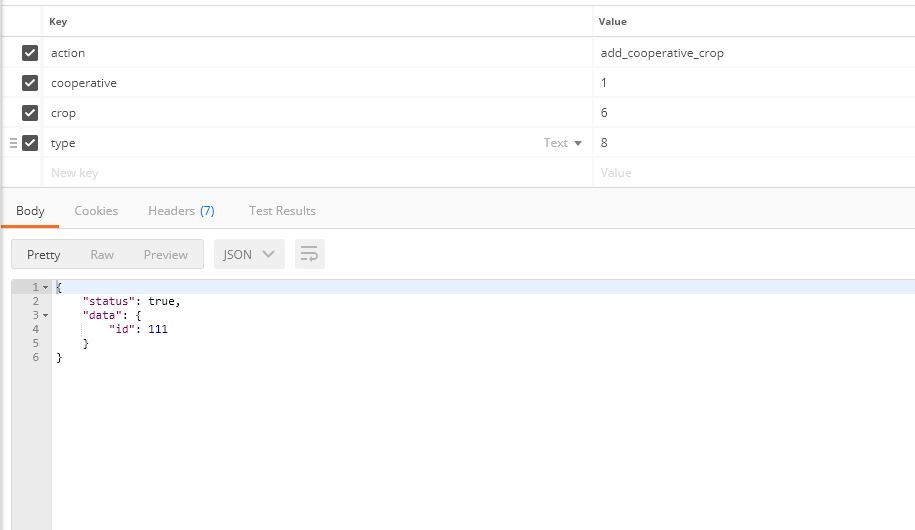 Key Value
action add_cooperative_crop
cooperative 1
crop 6
type Text 8
New key Value
Body Cookies Headers (7) Test Results
Pretty Raw Preview JSON
1 {
2 "status": true,
3 "data": {
4 "id": 111
5 }
6 }